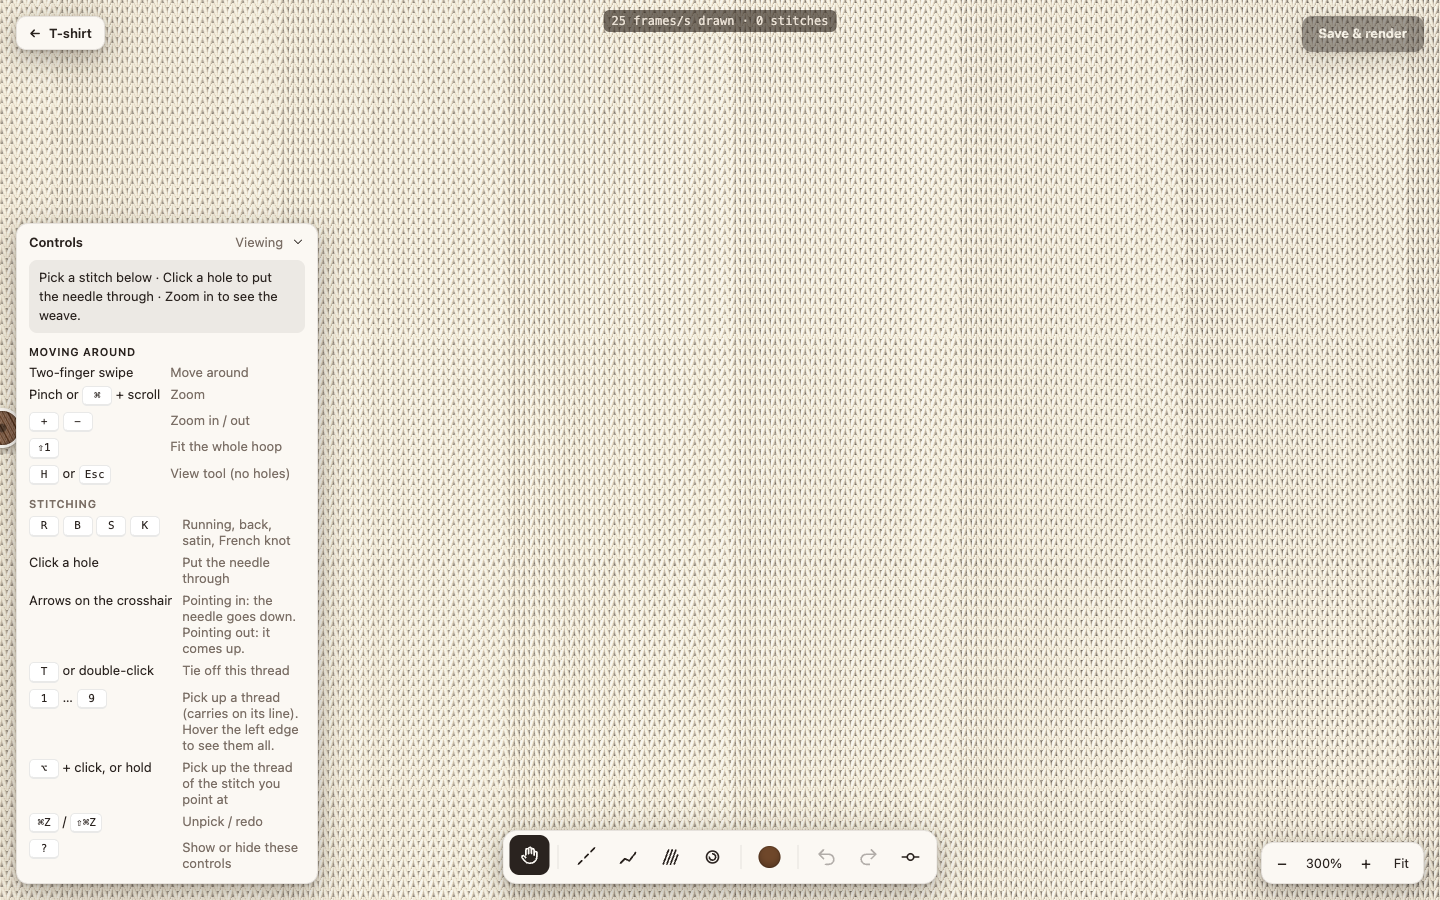 ← T-shirt
25 frames/s drawn · 0 stitches
Save & render
Controls
Viewing
Pick a stitch below · Click a hole to put
the needle through · Zoom in to see the
weave.
MOVING AROUND
Two-finger swipe Move around
Pinch or ⌘ + scroll Zoom
+ − Zoom in / out
⇧1 Fit the whole hoop
H or Esc View tool (no holes)
STITCHING
R B S K Running, back,
satin, French knot
Click a hole Put the needle
through
Arrows on the crosshair Pointing in: the
needle goes down.
Pointing out: it
comes up.
T or double-click Tie off this thread
1 … 9 Pick up a thread
(carries on its line).
Hover the left edge
to see them all.
⌥ + click, or hold Pick up the thread
of the stitch you
point at
⌘Z / ⇧⌘Z Unpick / redo
? Show or hide these
controls
− 300% + Fit